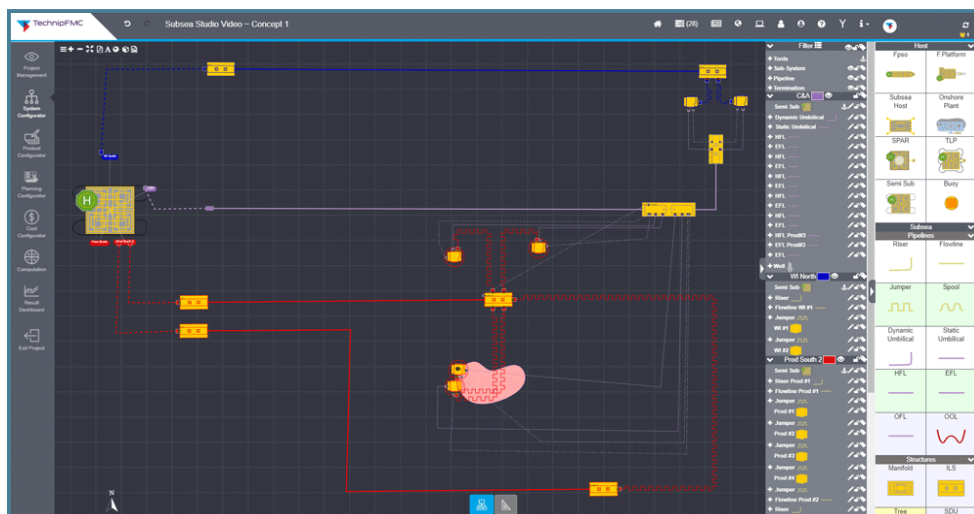 TechnipFMC
Subsea Studio Video – Concept 1
(28)
i
Project
Management
System
Configurator
Product
Configurator
Planning
Configurator
Cost
Configurator
Computation
Result
Dashboard
Exit Project
H
N
Filter
Tools
Sub-System
Pipeline
Termination
C&A
Semi Sub
Dynamic Umbilical
Static Umbilical
HFL
EFL
HFL
EFL
HFL
EFL
HFL
EFL
HFL
EFL
HFL Prod#3
EFL Prod#3
EFL
Well
WI North
Semi Sub
Riser
Flowline WI #1
Jumper
WI #1
Jumper
WI #2
Prod South 2
Semi Sub
Riser Prod #1
Flowline Prod #1
Jumper
Prod #1
Jumper
Prod #2
Jumper
Prod #3
Jumper
Prod #4
Jumper
Flowline Prod #2
Riser
Host
Fpso
F.Platform
Subsea
Host
Onshore
Plant
SPAR
TLP
Semi Sub
Buoy
Subsea
Pipelines
Riser
Flowline
Jumper
Spool
Dynamic
Umbilical
Static
Umbilical
HFL
EFL
OFL
OOL
Structures
Manifold
ILS
Tree
SDU